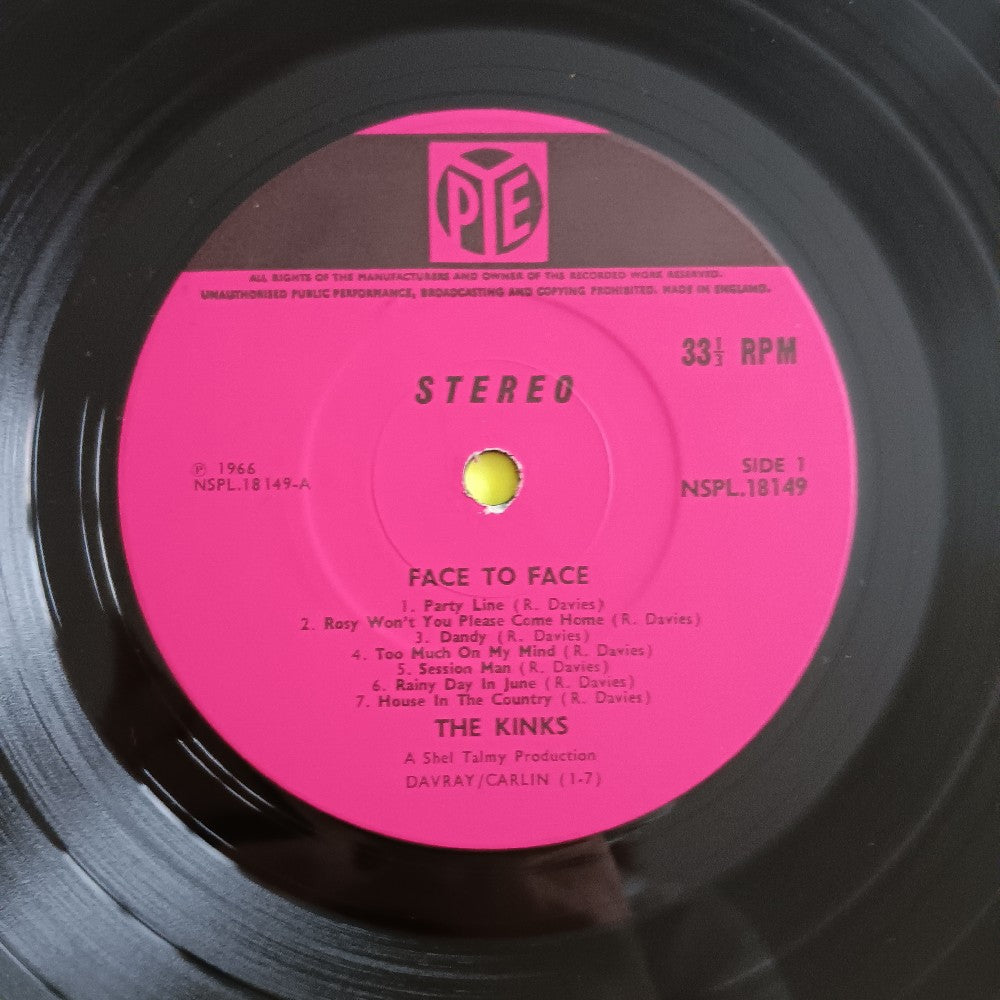 PYE
ALL RIGHTS OF THE MANUFACTURERS AND OWNER OF THE RECORDED WORK RESERVED.
UNAUTHORISED PUBLIC PERFORMANCE, BROADCASTING AND COPYING PROHIBITED. MADE IN ENGLAND.
33⅓ RPM
STEREO
℗ 1966
NSPL.18149-A
SIDE 1
NSPL.18149
FACE TO FACE
1. Party Line (R. Davies)
2. Rosy Won't You Please Come Home (R. Davies)
3. Dandy (R. Davies)
4. Too Much On My Mind (R. Davies)
5. Session Man (R. Davies)
6. Rainy Day In June (R. Davies)
7. House In The Country (R. Davies)
THE KINKS
A Shel Talmy Production
DAVRAY/CARLIN (1-7)